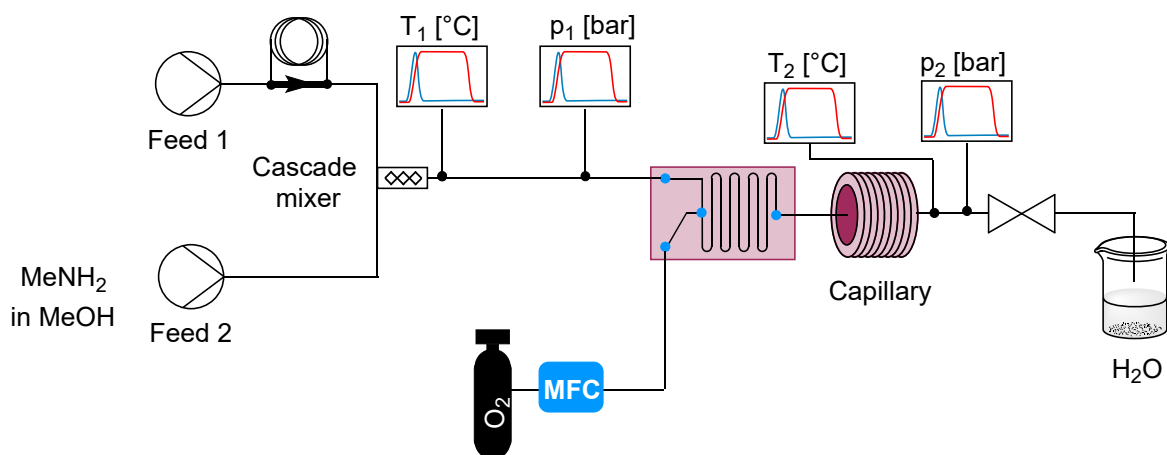 T₁ [°C]
p₁ [bar]
T₂ [°C]
p₂ [bar]
Feed 1
Cascade
mixer
MeNH₂
in MeOH
Feed 2
Capillary
O₂
MFC
H₂O